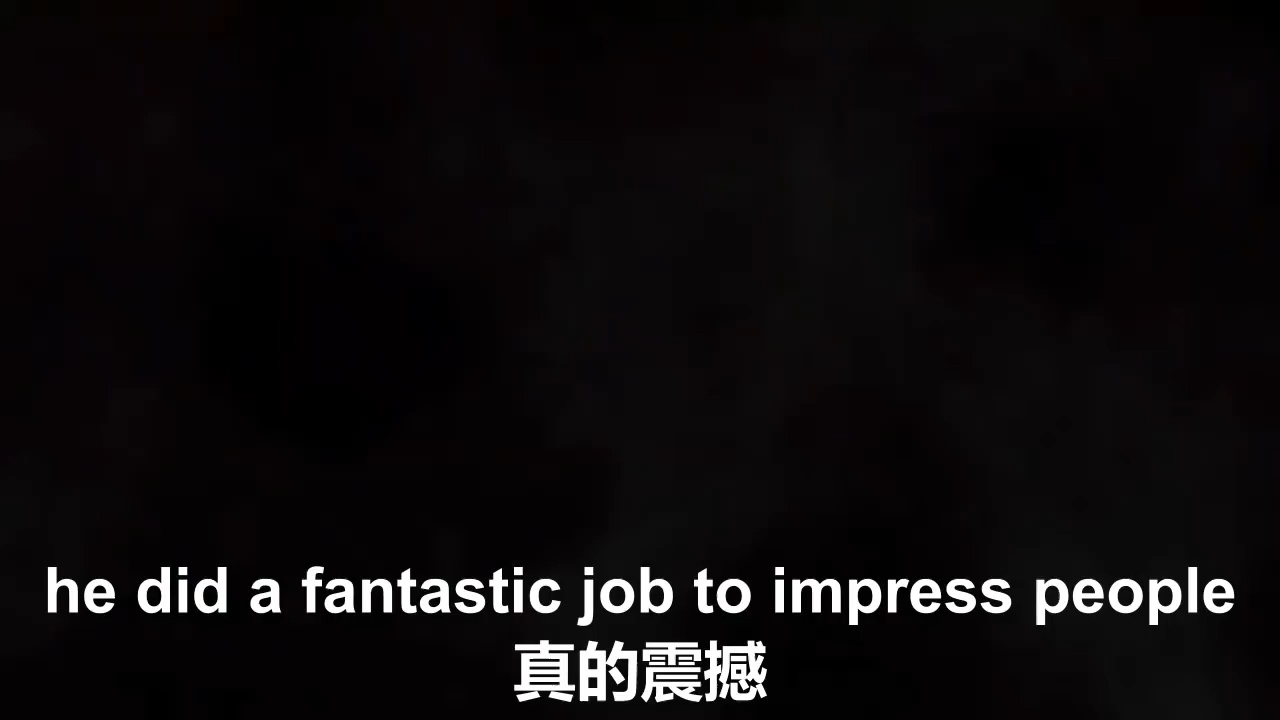 he did a fantastic job to impress people
真的震撼